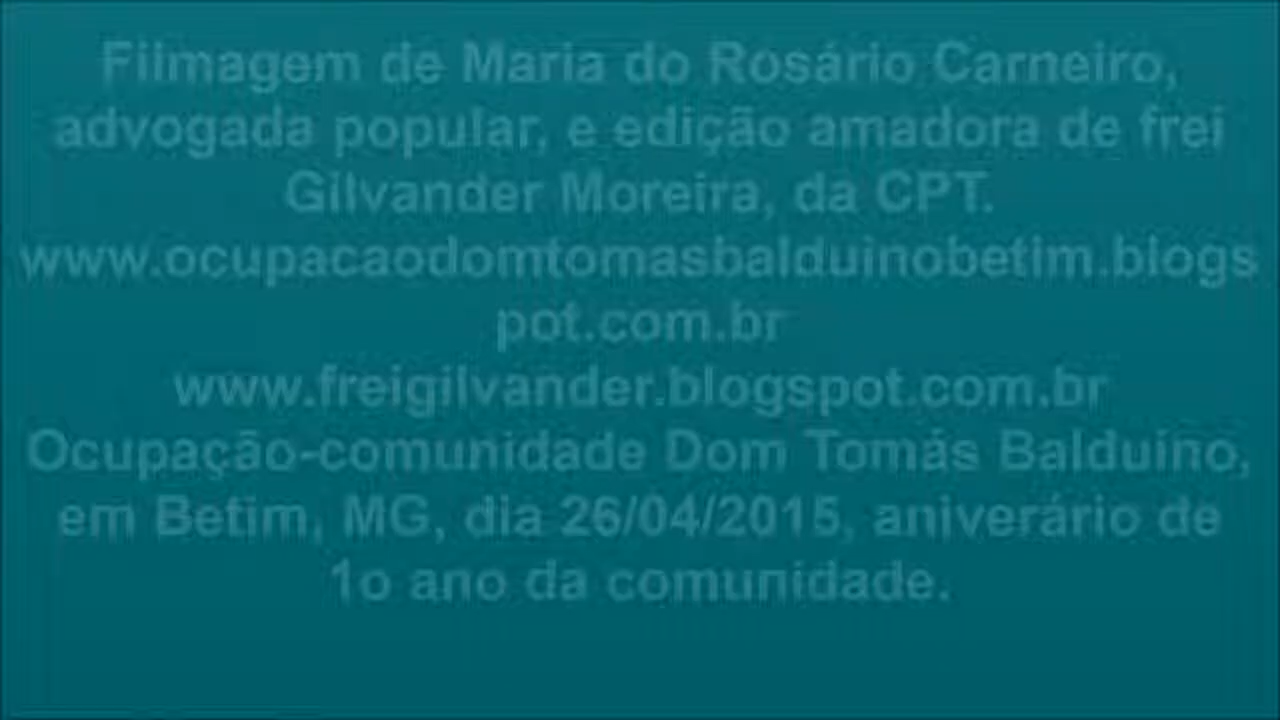 Filmagem de Maria do Rosário Carneiro,
advogada popular, e edição amadora de frei
Gilvander Moreira, da CPT.
www.ocupacaodomtomasbalduinobetim.blogs
pot.com.br
www.freigilvander.blogspot.com.br
Ocupação-comunidade Dom Tomás Balduíno,
em Betim, MG, dia 26/04/2015, aniverário de
1o ano da comunidade.